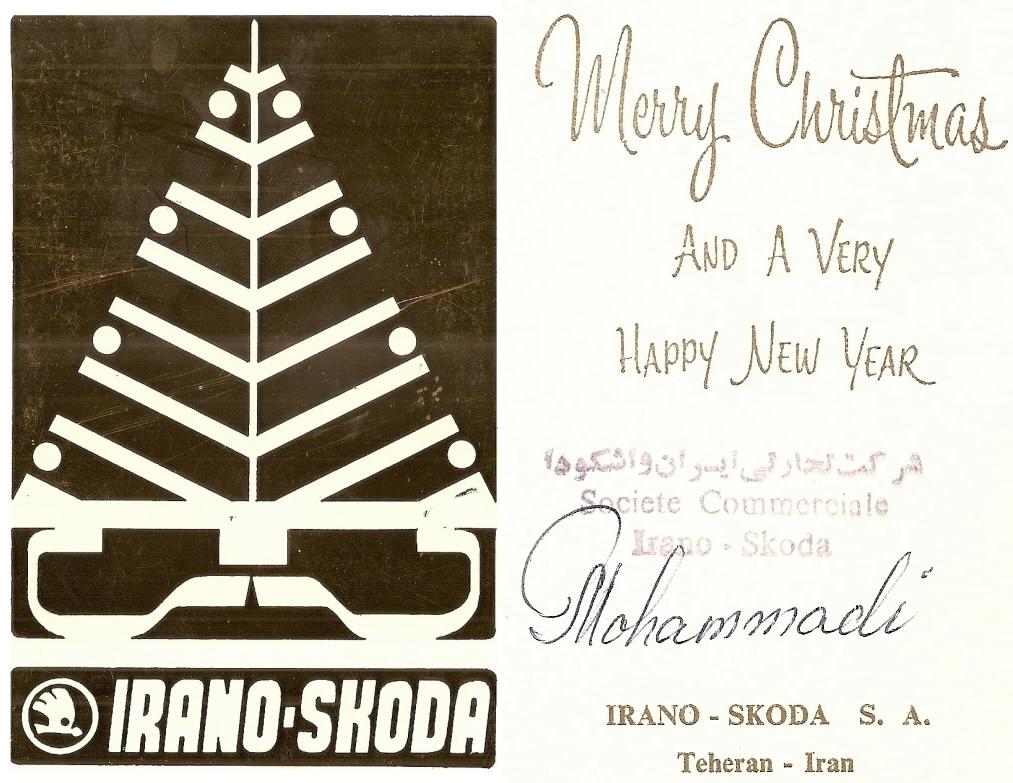 IRANO-SKODA
Merry Christmas
AND A VERY
HAPPY NEW YEAR
شرکت تجارتی ایران و اشکودا
Societe Commerciale
Irano - Skoda
Mohammadi
IRANO - SKODA S. A.
Teheran - Iran